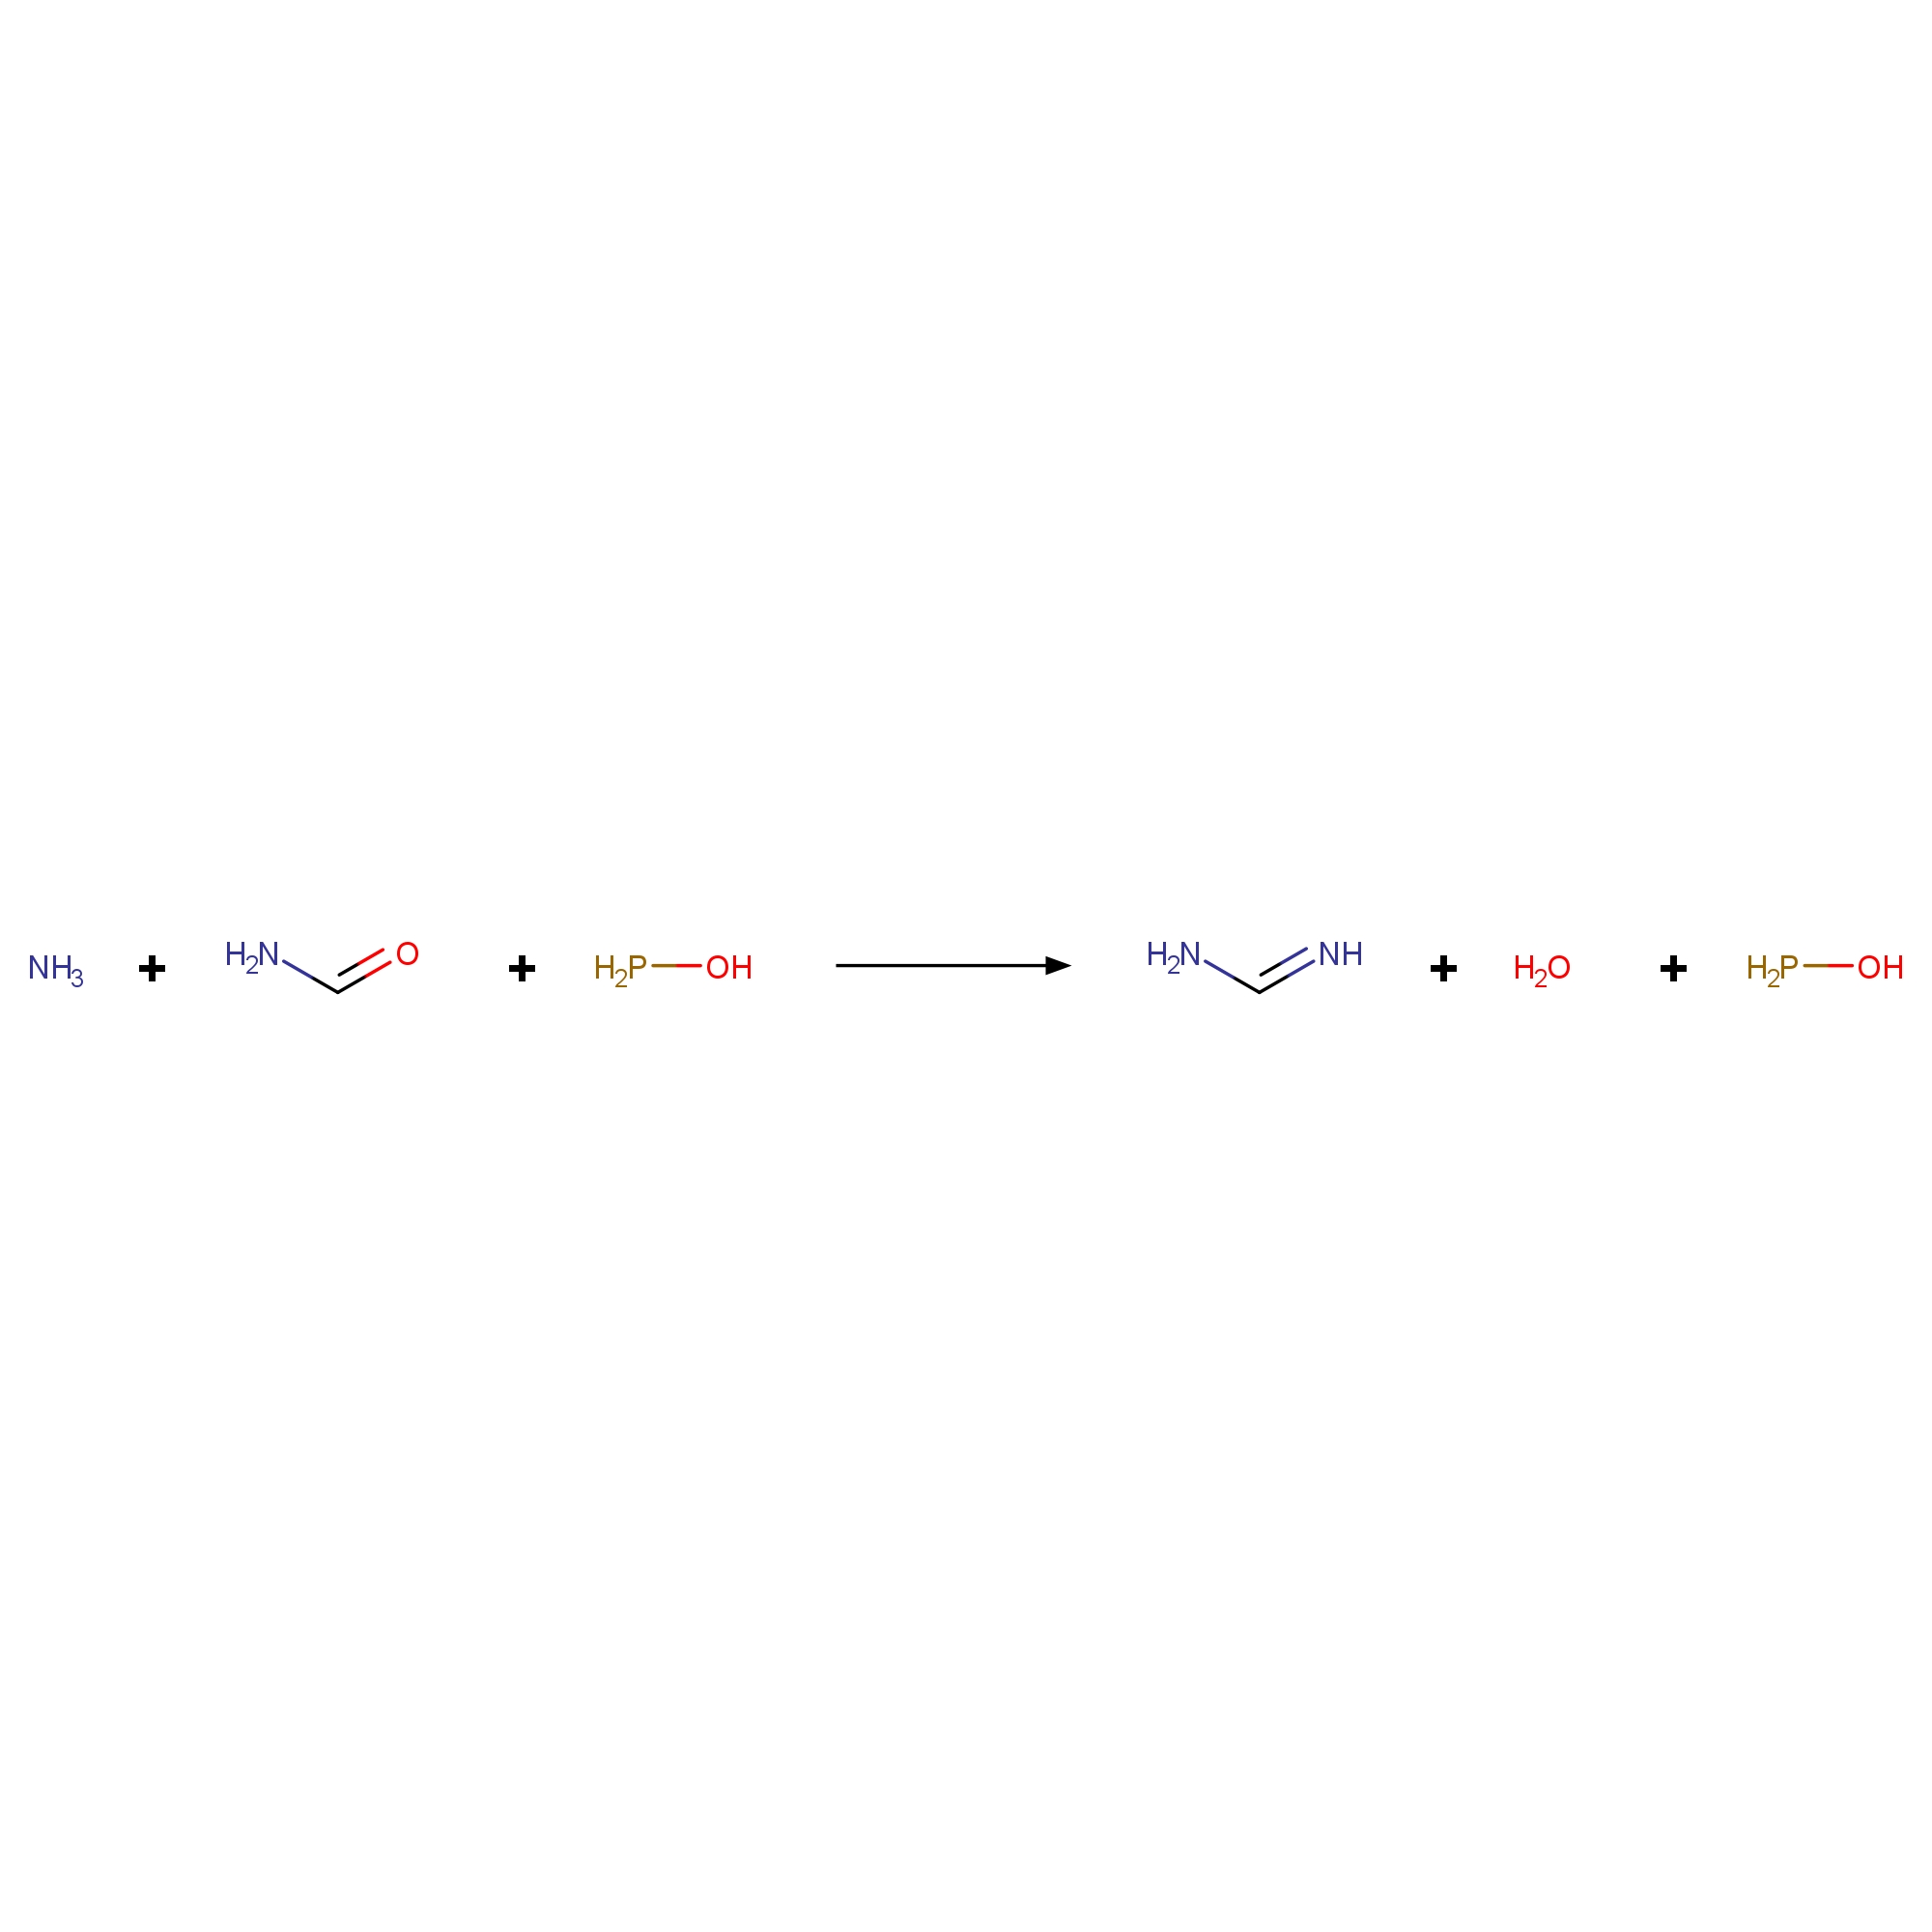 NH3 + H2N O + H2P OH H2N NH + H2O + H2P OH